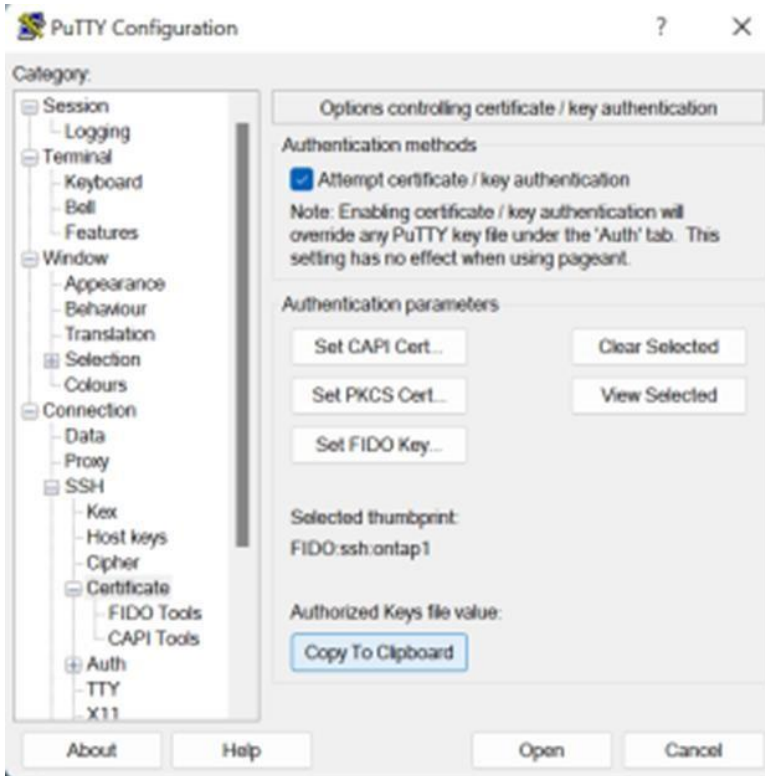 PuTTY Configuration
?
Category:
Session
Logging
Terminal
Keyboard
Bell
Features
Window
Appearance
Behaviour
Translation
Selection
Colours
Connection
Data
Proxy
SSH
Kex
Host keys
Cipher
Certificate
FIDO Tools
CAPI Tools
Auth
TTY
X11
Options controlling certificate / key authentication
Authentication methods
Attempt certificate / key authentication
Note: Enabling certificate / key authentication will
override any PuTTY key file under the 'Auth' tab. This
setting has no effect when using pageant.
Authentication parameters
Set CAPI Cert...
Clear Selected
Set PKCS Cert...
View Selected
Set FIDO Key...
Selected thumbprint:
FIDO:ssh:ontap1
Authorized Keys file value:
Copy To Clipboard
About
Help
Open
Cancel